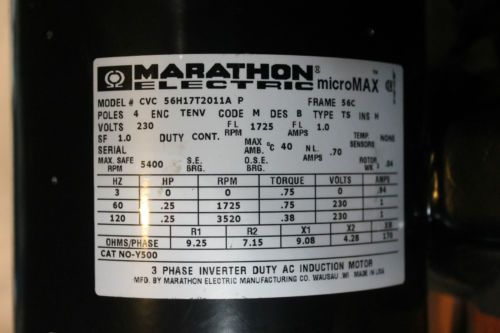 MARATHON®
ELECTRIC microMAX™
MODEL # CVC 56H17T2011A P FRAME 56C
POLES 4 ENC TENV CODE M DES B TYPE TS INS H
VOLTS 230 FL RPM 1725 FL AMPS 1.0
SF 1.0 DUTY CONT. MAX AMB. °C 40 NL AMPS .70 TEMP. SENSORS NONE
SERIAL
MAX. SAFE RPM 5400 S.E. BRG. O.S.E. BRG. ROTOR WK² .04
HZ HP RPM TORQUE VOLTS AMPS
3 0 0 .75 0 .94
60 .25 1725 .75 230 1
120 .25 3520 .38 230 1
R1 R2 X1 X2 XM
OHMS/PHASE 9.25 7.15 9.08 4.28 170
CAT NO-Y500
3 PHASE INVERTER DUTY AC INDUCTION MOTOR
MFD. BY MARATHON ELECTRIC MANUFACTURING CO. WAUSAU .WI MADE IN USA